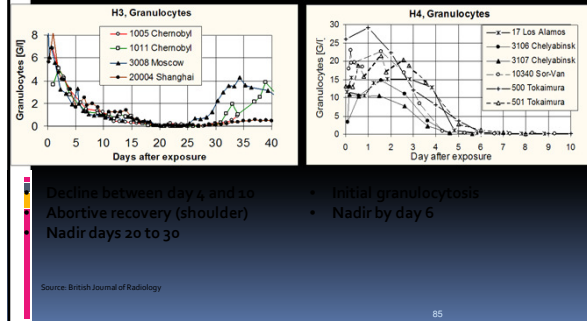 H3, Granulocytes
Granulocytes [G/l]
8
6
4
2
0
1005 Chernobyl
1011 Chernobyl
3008 Moscow
20004 Shanghai
0 5 10 15 20 25 30 35 40
Days after exposure
H4, Granulocytes
Granulocytes [G/
30
25
20
15
10
5
0
17 Los Alamos
3106 Chelyabinsk
3107 Chelyabinsk
10340 Sor-Van
500 Tokaimura
501 Tokaimura
0 1 2 3 4 5 6 7 8 9 10
Day after exposure
Decline between day 4 and 10
Abortive recovery (shoulder)
Nadir days 20 to 30
• Initial granulocytosis
• Nadir by day 6
Source: British Journal of Radiology
85